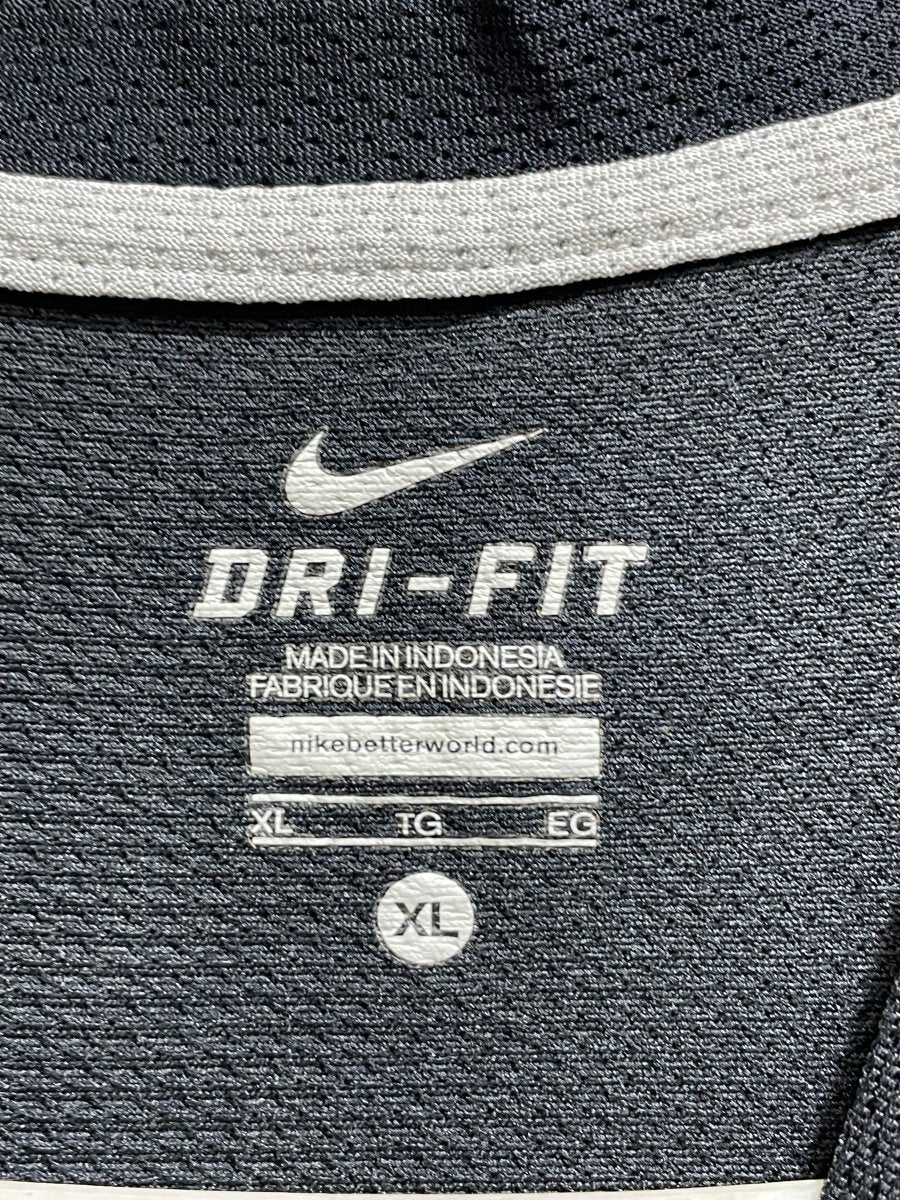 DRI-FIT
MADE IN INDONESIA
FABRIQUE EN INDONESIE
nikebetterworld.com
XL TG EG
XL